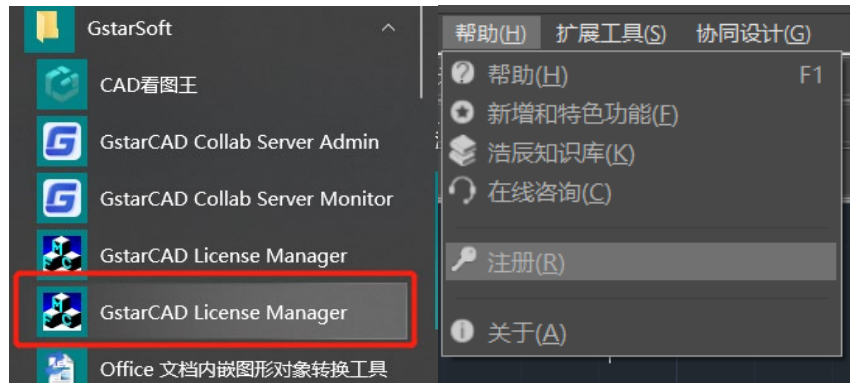 GstarSoft
CAD看图王
GstarCAD Collab Server Admin
GstarCAD Collab Server Monitor
GstarCAD License Manager
GstarCAD License Manager
Office 文档内嵌图形对象转换工具
帮助(H) 扩展工具(S) 协同设计(G)
帮助(H) F1
新增和特色功能(F)
浩辰知识库(K)
在线咨询(C)
注册(R)
关于(A)